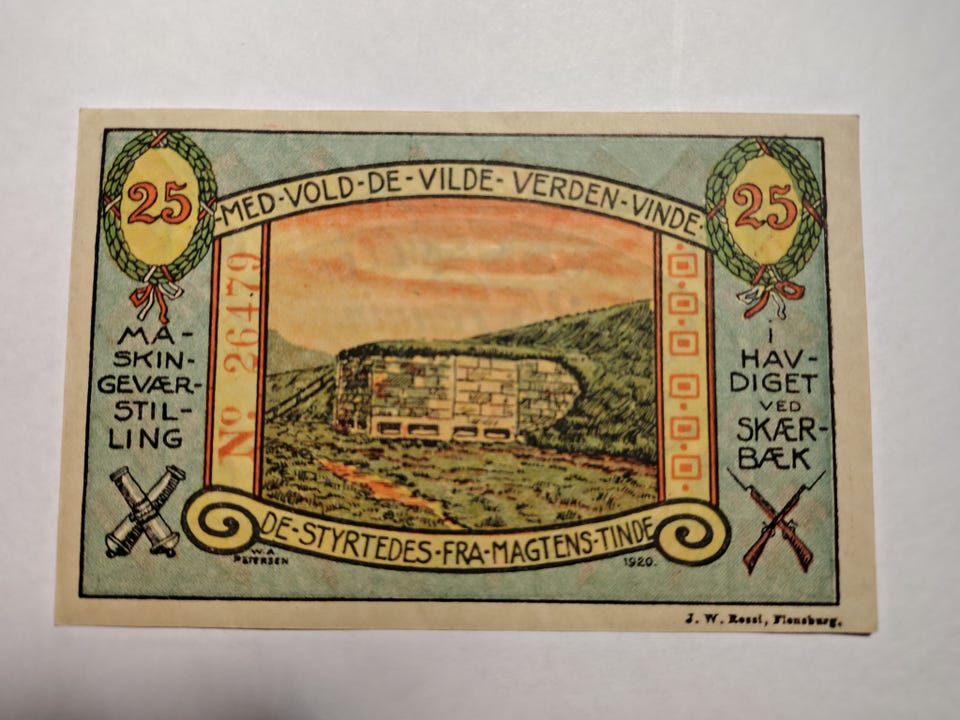 25
25
MED-VOLD-DE-VILDE-VERDEN-VINDE
No. 26479
MA-
SKIN-
GEVÆR-
STIL-
LING
i
HAV-
DIGET
VED
SKÆR-
BÆK
DE-STYRTEDES-FRA-MAGTENS-TINDE
W.A
PETERSEN
1920.
J. W. Rossi, Flensburg.